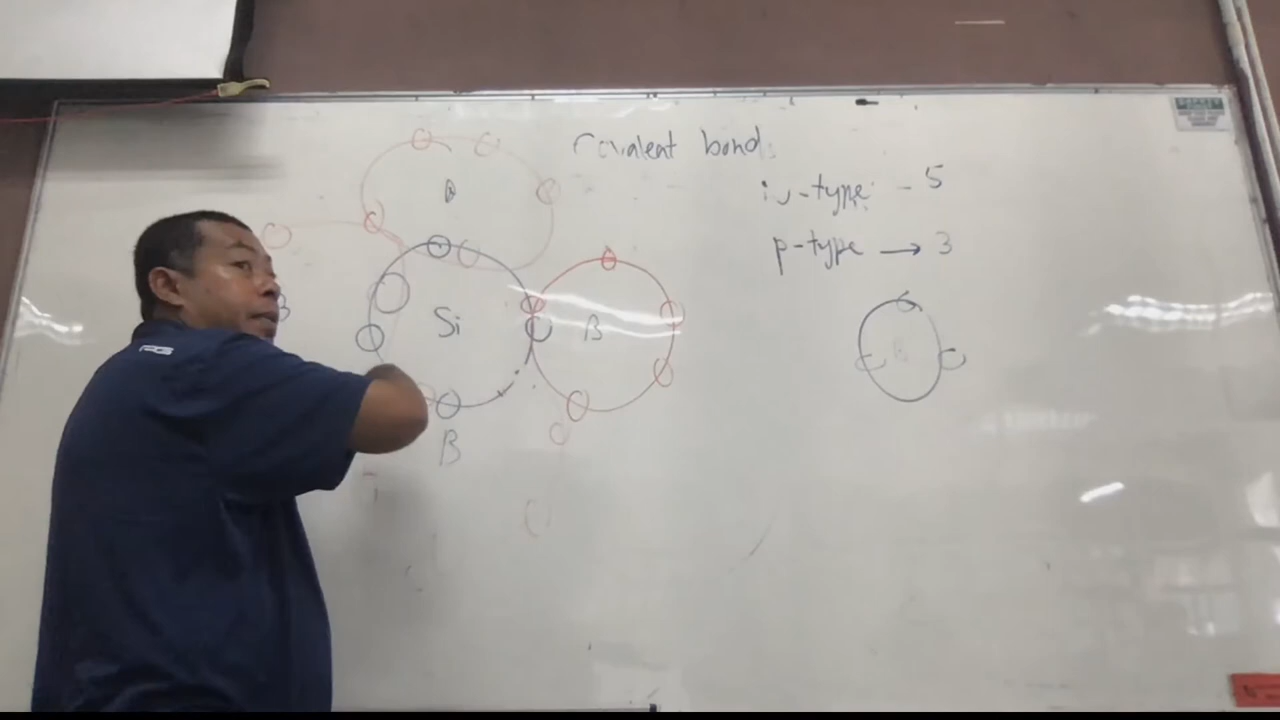 covalent bond
n-type - 5
p-type → 3
B
Si
B
B
B